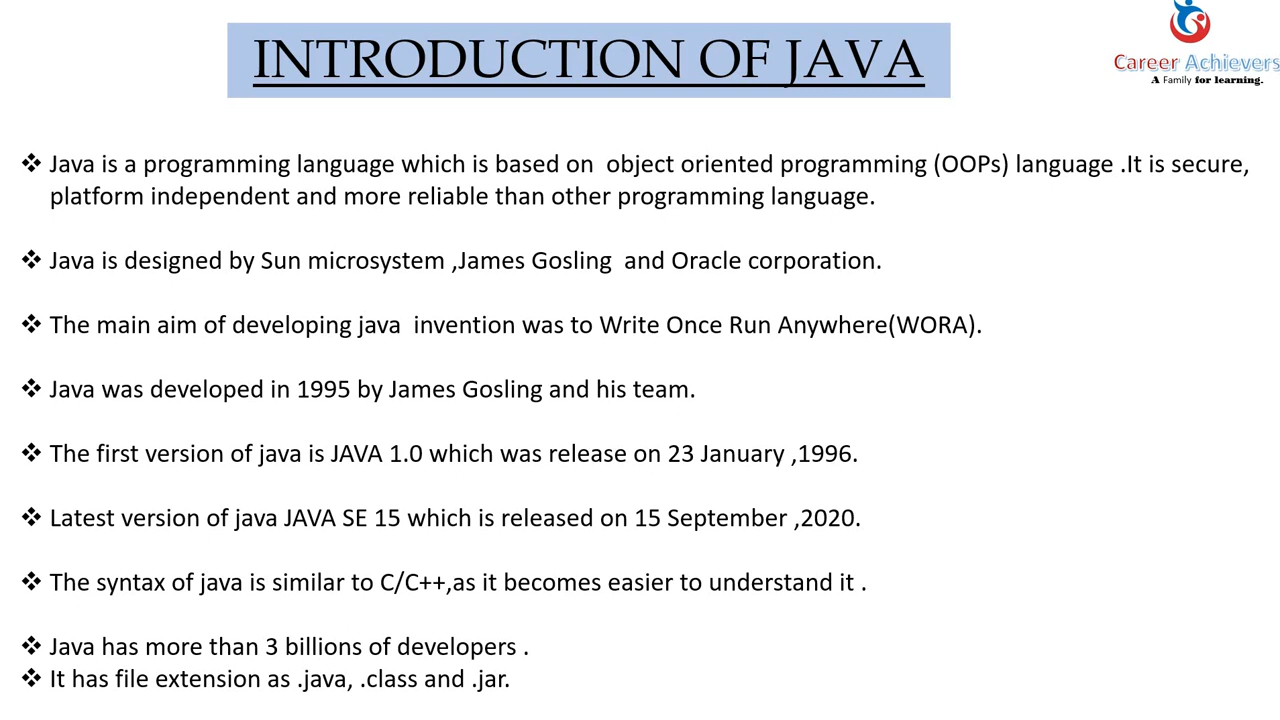 INTRODUCTION OF JAVA
Career Achievers
A Family for learning.
❖ Java is a programming language which is based on  object oriented programming (OOPs) language .It is secure,
platform independent and more reliable than other programming language.
❖ Java is designed by Sun microsystem ,James Gosling  and Oracle corporation.
❖ The main aim of developing java  invention was to Write Once Run Anywhere(WORA).
❖ Java was developed in 1995 by James Gosling and his team.
❖ The first version of java is JAVA 1.0 which was release on 23 January ,1996.
❖ Latest version of java JAVA SE 15 which is released on 15 September ,2020.
❖ The syntax of java is similar to C/C++,as it becomes easier to understand it .
❖ Java has more than 3 billions of developers .
❖ It has file extension as .java, .class and .jar.